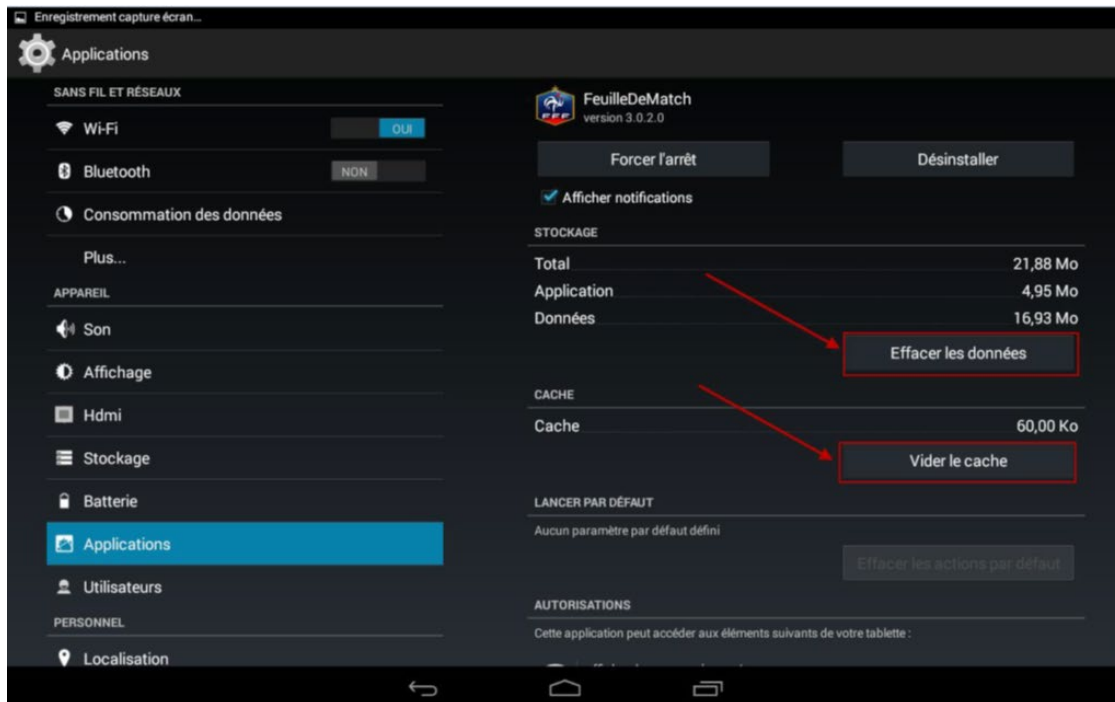 Enregistrement capture écran...
Applications
SANS FIL ET RÉSEAUX
Wi-Fi OUI
Bluetooth NON
Consommation des données
Plus...
APPAREIL
Son
Affichage
Hdmi
Stockage
Batterie
Applications
Utilisateurs
PERSONNEL
Localisation
FFF
FeuilleDeMatch
version 3.0.2.0
Forcer l'arrêt Désinstaller
Afficher notifications
STOCKAGE
Total 21,88 Mo
Application 4,95 Mo
Données 16,93 Mo
Effacer les données
CACHE
Cache 60,00 Ko
Vider le cache
LANCER PAR DÉFAUT
Aucun paramètre par défaut défini
Effacer les actions par défaut
AUTORISATIONS
Cette application peut accéder aux éléments suivants de votre tablette :